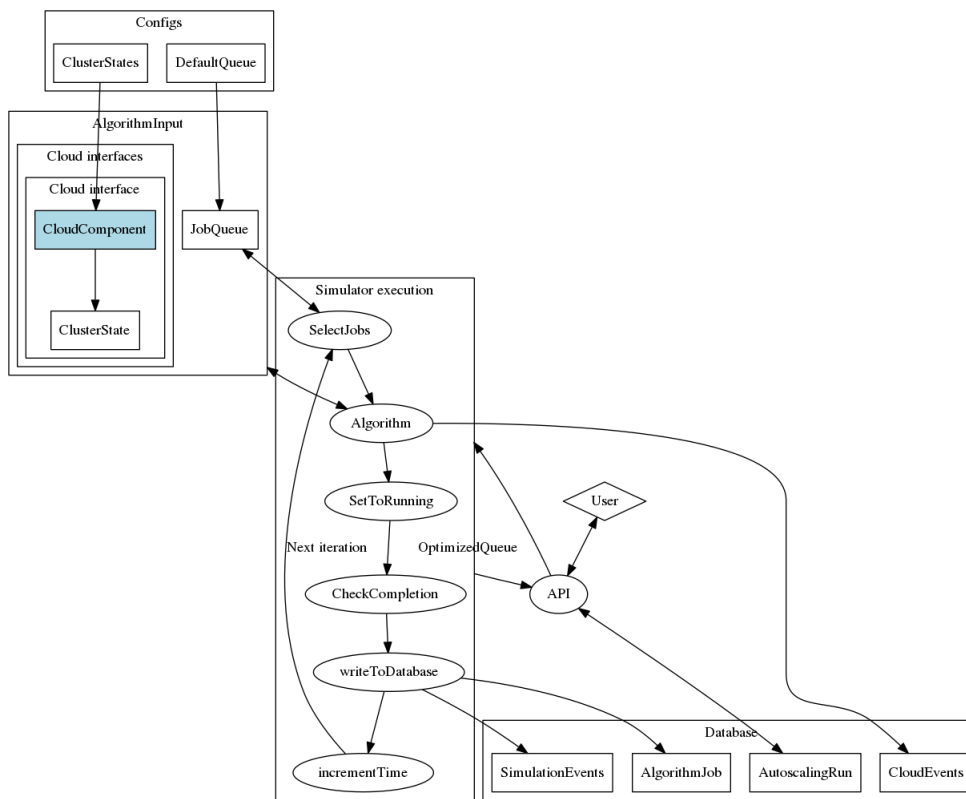 Configs
ClusterStates
DefaultQueue
AlgorithmInput
Cloud interfaces
Cloud interface
CloudComponent
JobQueue
ClusterState
Simulator execution
SelectJobs
Algorithm
SetToRunning
User
Next iteration
OptimizedQueue
CheckCompletion
API
writeToDatabase
Database
incrementTime
SimulationEvents
AlgorithmJob
AutoscalingRun
CloudEvents